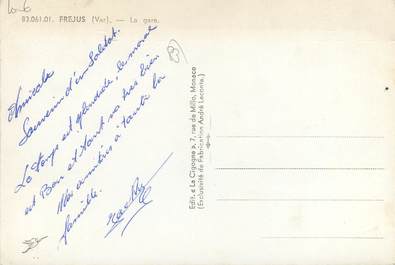 83.061.01. FREJUS (Var). — La gare.
Amicale
Souvenir d'un Soldat.
Le temps est splendide, le moral
est Bon et tout va très bien.
Mes amitiés à toute la
famille.
Edit. « La Cigogne », 7, rue de Millo, Monaco
(Exclusivité de Fabrication André Leconte.)